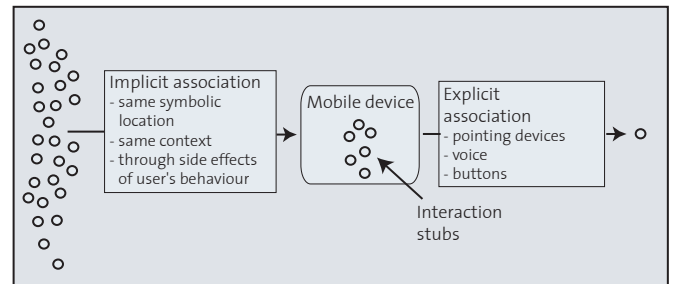 Implicit association
- same symbolic
location
- same context
- through side effects
of user's behaviour
Mobile device
Explicit
association
- pointing devices
- voice
- buttons
Interaction
stubs